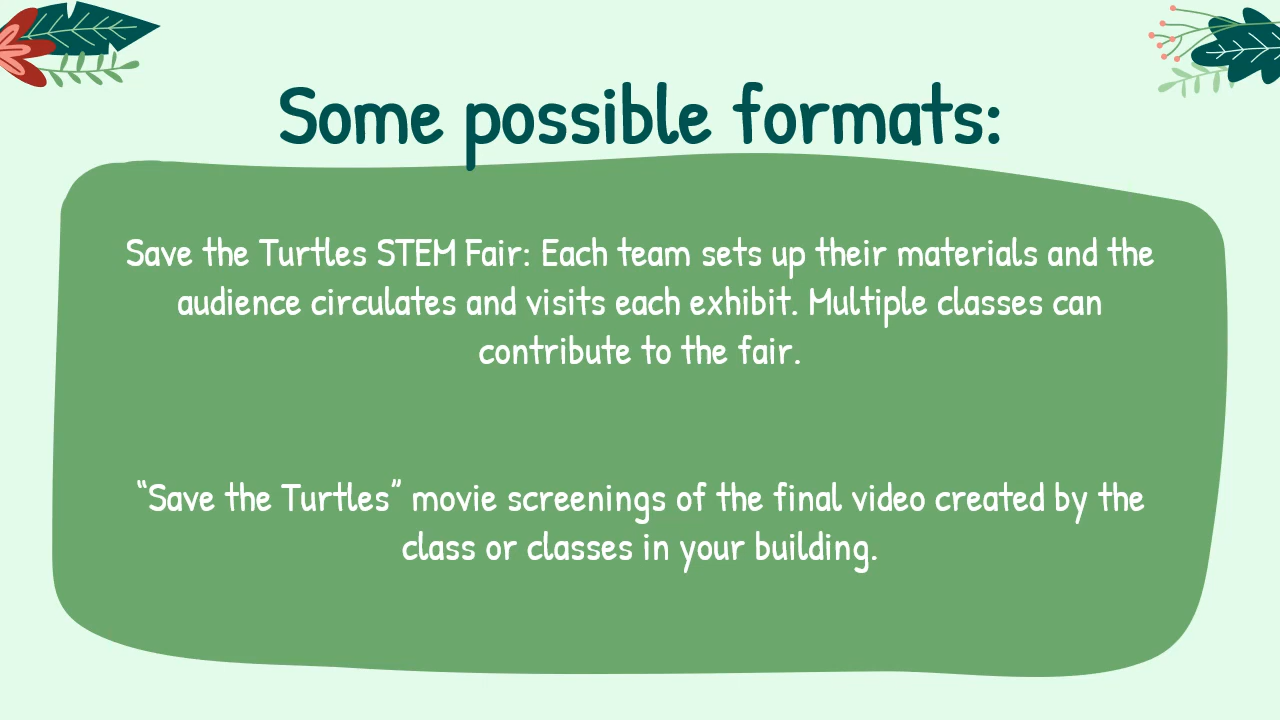 Some possible formats:
Save the Turtles STEM Fair: Each team sets up their materials and the
audience circulates and visits each exhibit. Multiple classes can
contribute to the fair.
“Save the Turtles” movie screenings of the final video created by the
class or classes in your building.